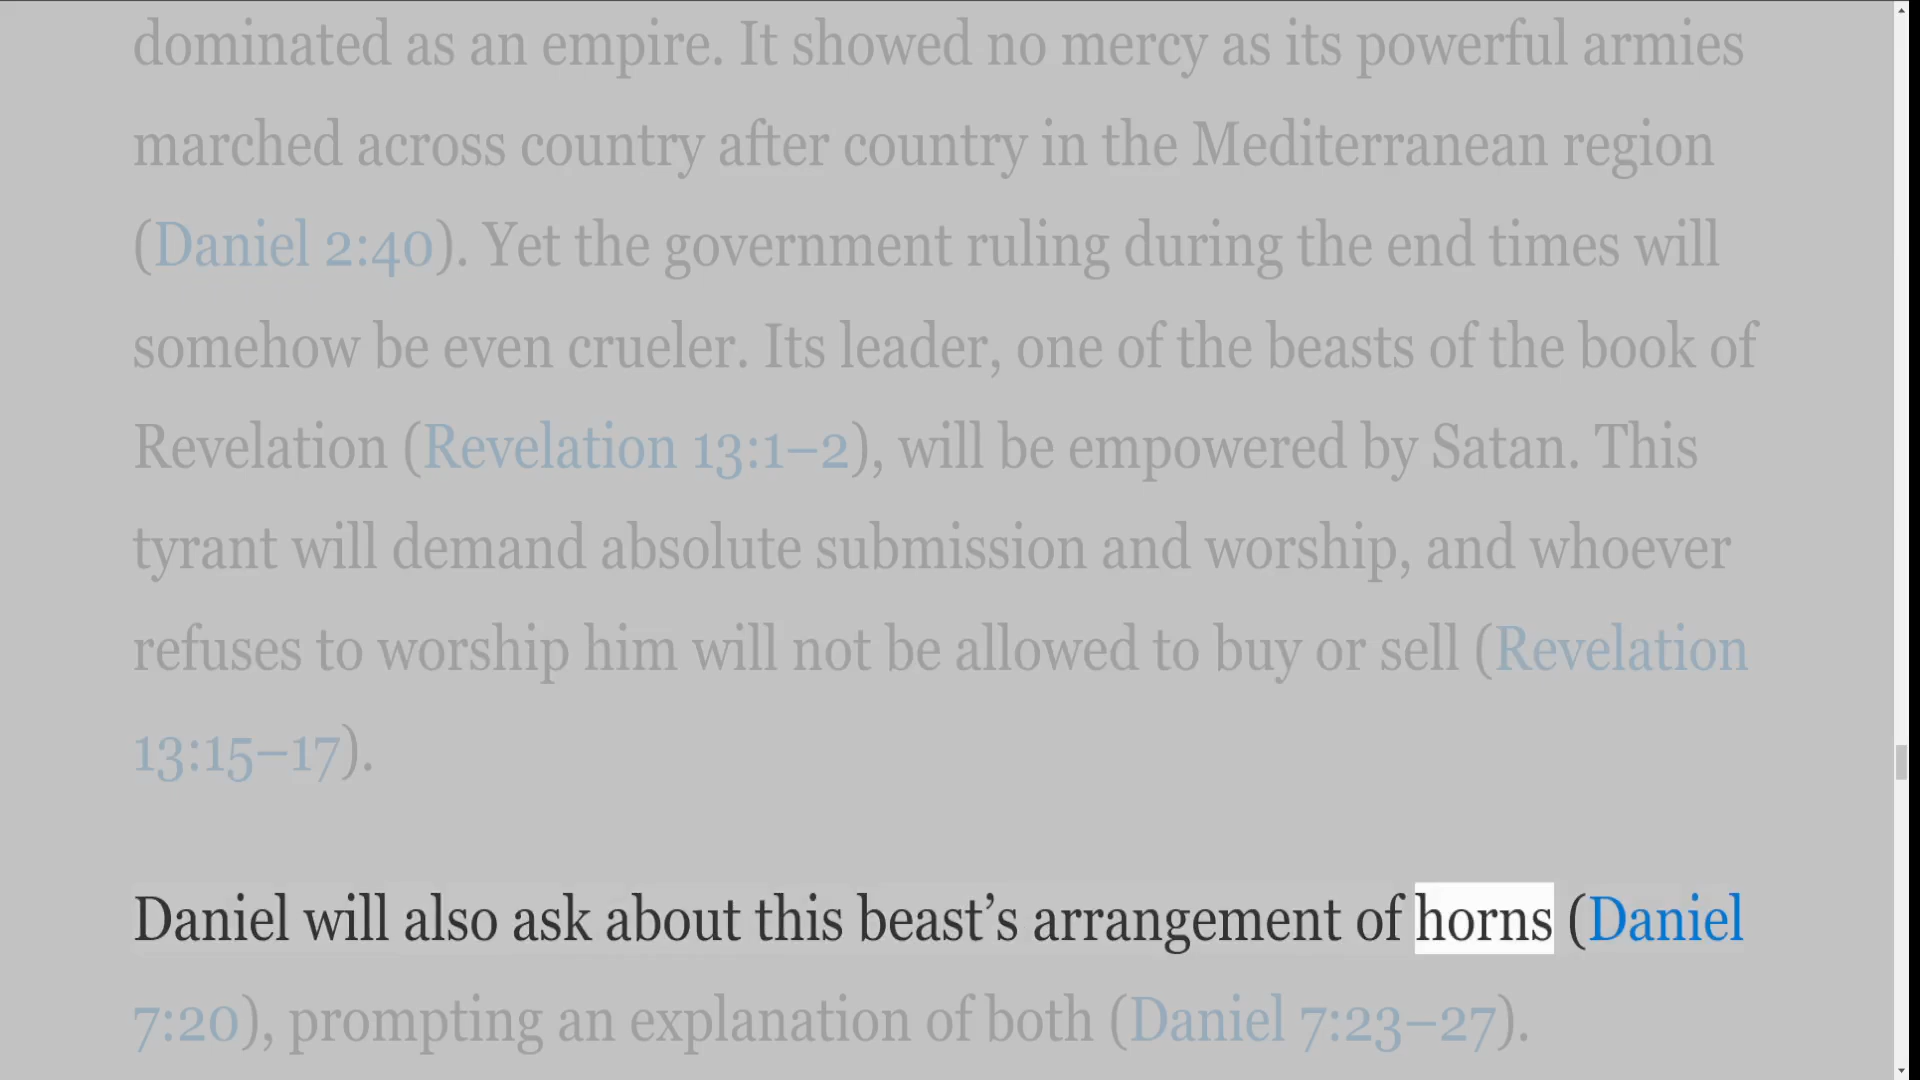 dominated as an empire. It showed no mercy as its powerful armies
marched across country after country in the Mediterranean region
(Daniel 2:40). Yet the government ruling during the end times will
somehow be even crueler. Its leader, one of the beasts of the book of
Revelation (Revelation 13:1–2), will be empowered by Satan. This
tyrant will demand absolute submission and worship, and whoever
refuses to worship him will not be allowed to buy or sell (Revelation
13:15–17).
Daniel will also ask about this beast’s arrangement of horns (Daniel
7:20), prompting an explanation of both (Daniel 7:23–27).